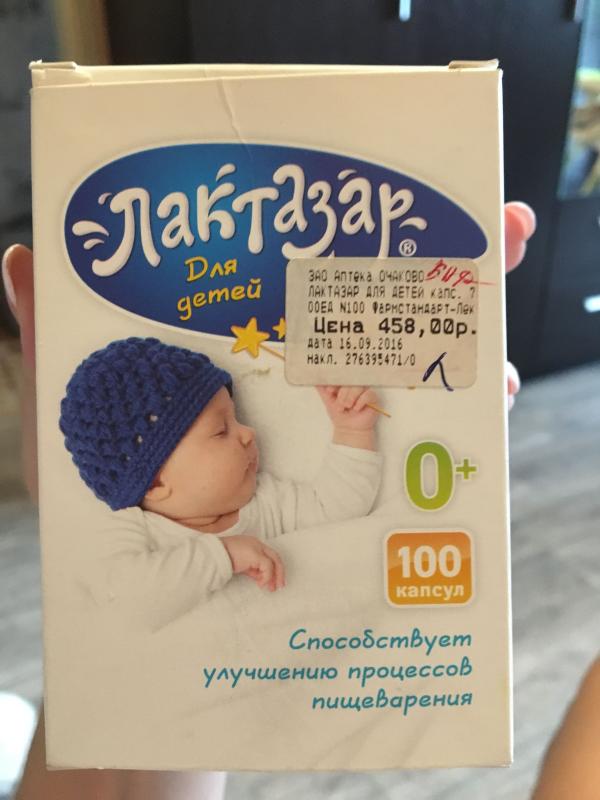 Лактазар®
Для
детей
ЗАО Аптека ОЧАКОВО
ЛАКТАЗАР ДЛЯ ДЕТЕЙ капс. 7
00ЕД N100 Фармстандарт-Лек
Цена 458,00р.
дата 16.09.2016
накл. 276395471/0
0+
100
капсул
Способствует
улучшению процессов
пищеварения